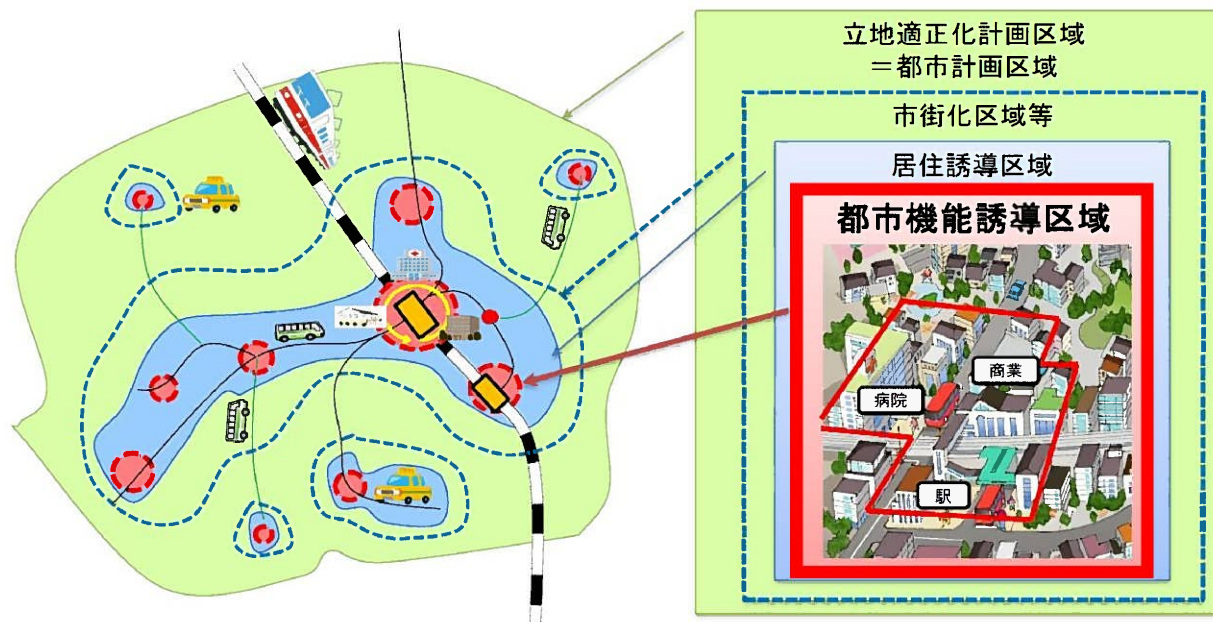 立地適正化計画区域
＝都市計画区域
市街化区域等
居住誘導区域
都市機能誘導区域
商業
病院
駅